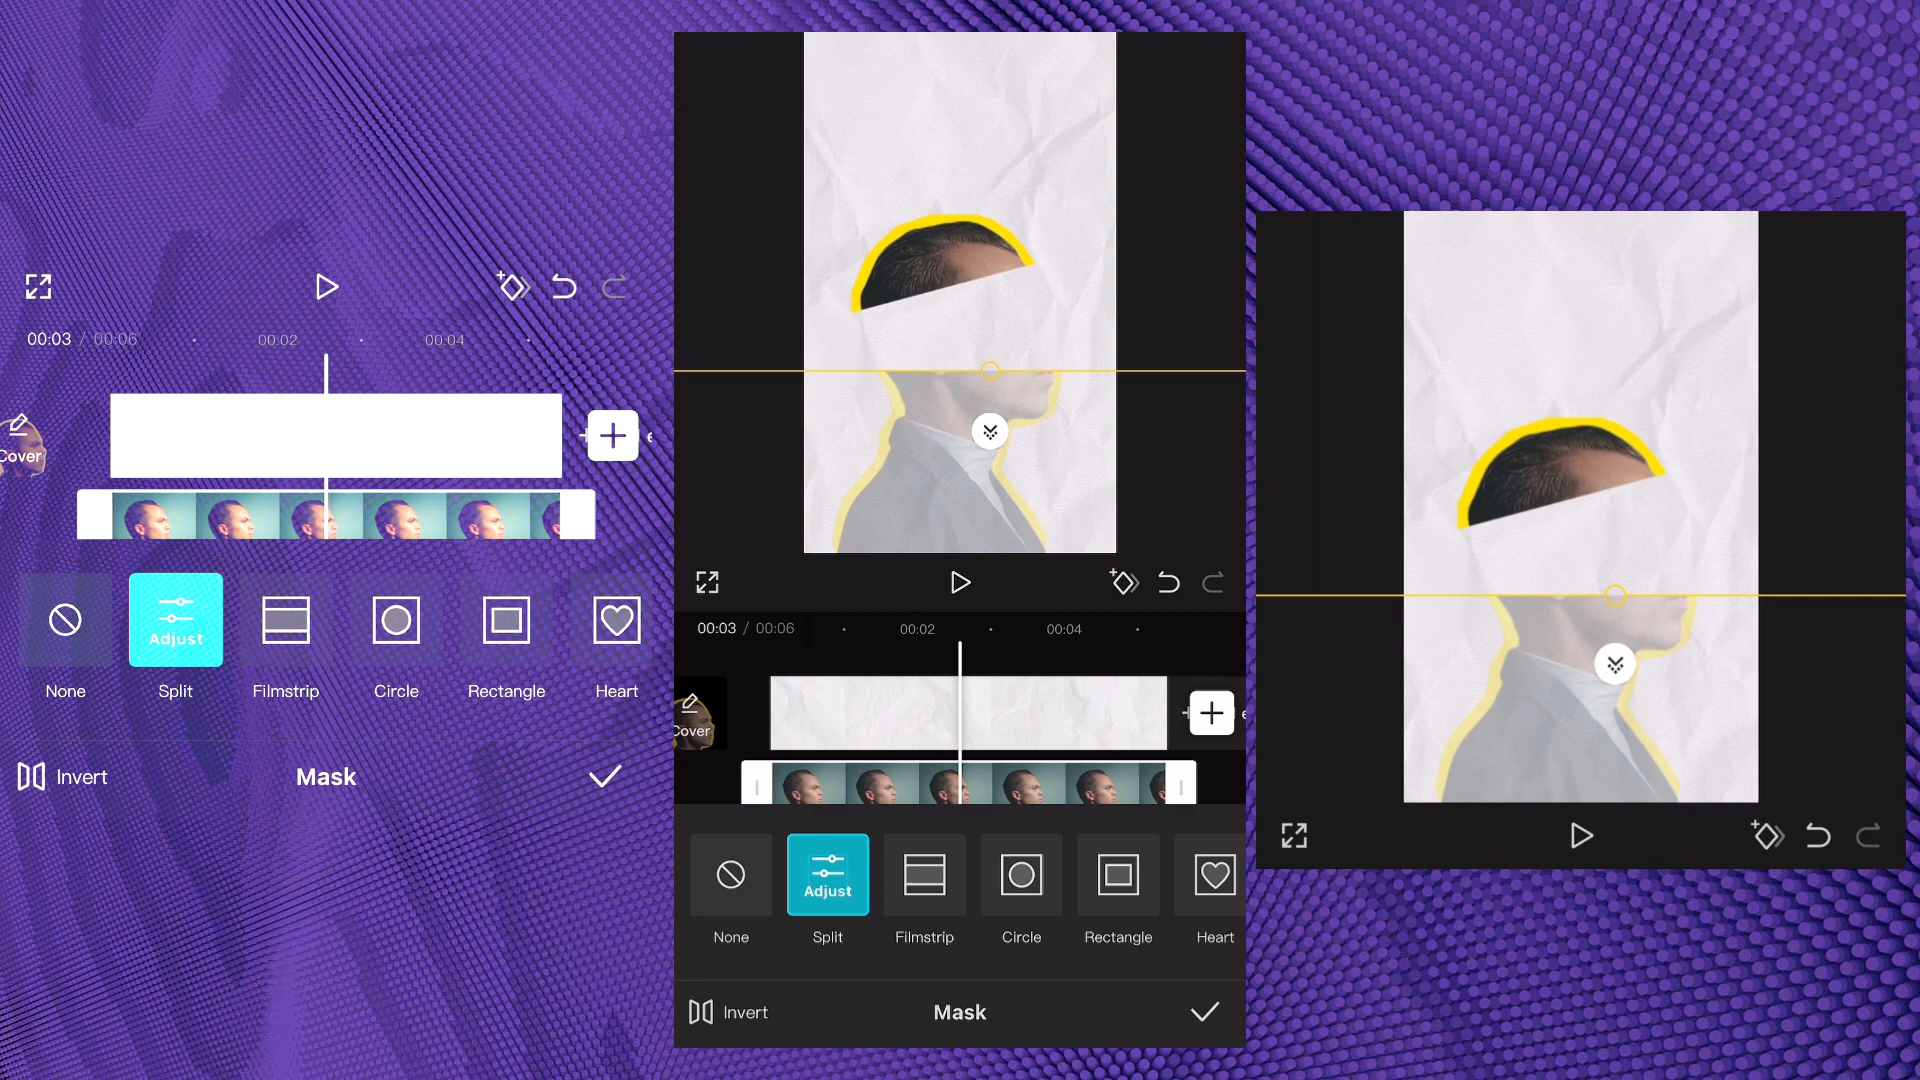 00:03 / 00:06
00:02
00:04
Cover
Adjust
None
Split
Filmstrip
Circle
Rectangle
Heart
Invert
Mask
00:03 / 00:06
00:02
00:04
Cover
Adjust
None
Split
Filmstrip
Circle
Rectangle
Heart
Invert
Mask